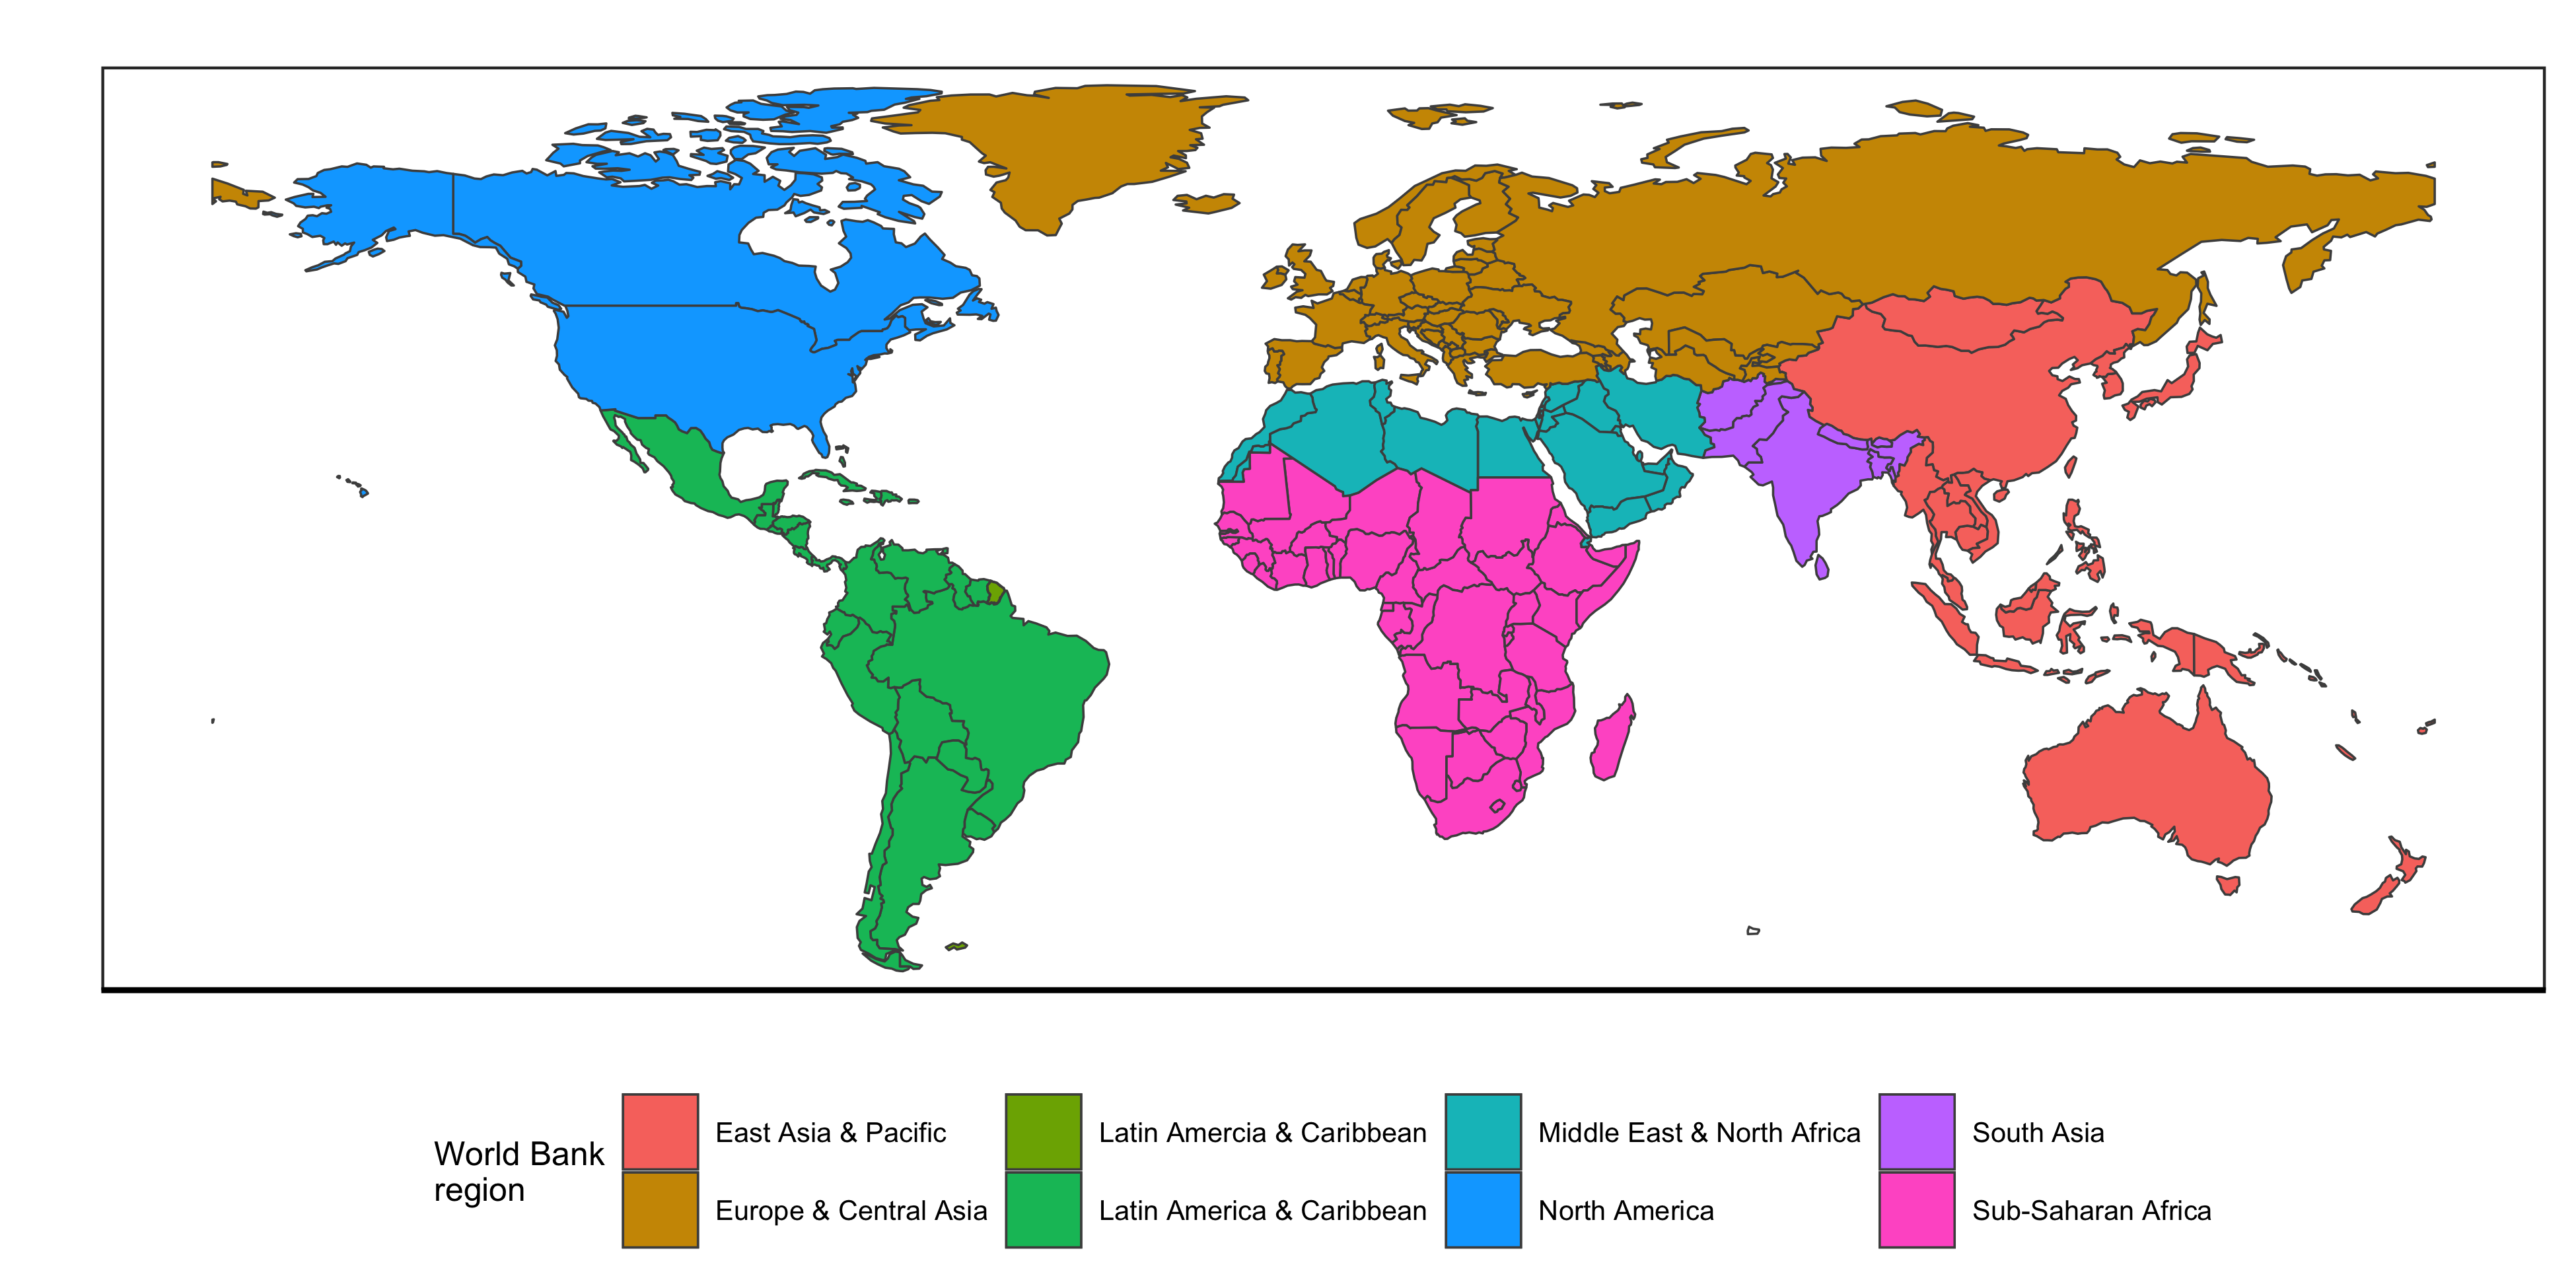 World Bank
region
East Asia & Pacific
Europe & Central Asia
Latin Amercia & Caribbean
Latin America & Caribbean
Middle East & North Africa
North America
South Asia
Sub-Saharan Africa